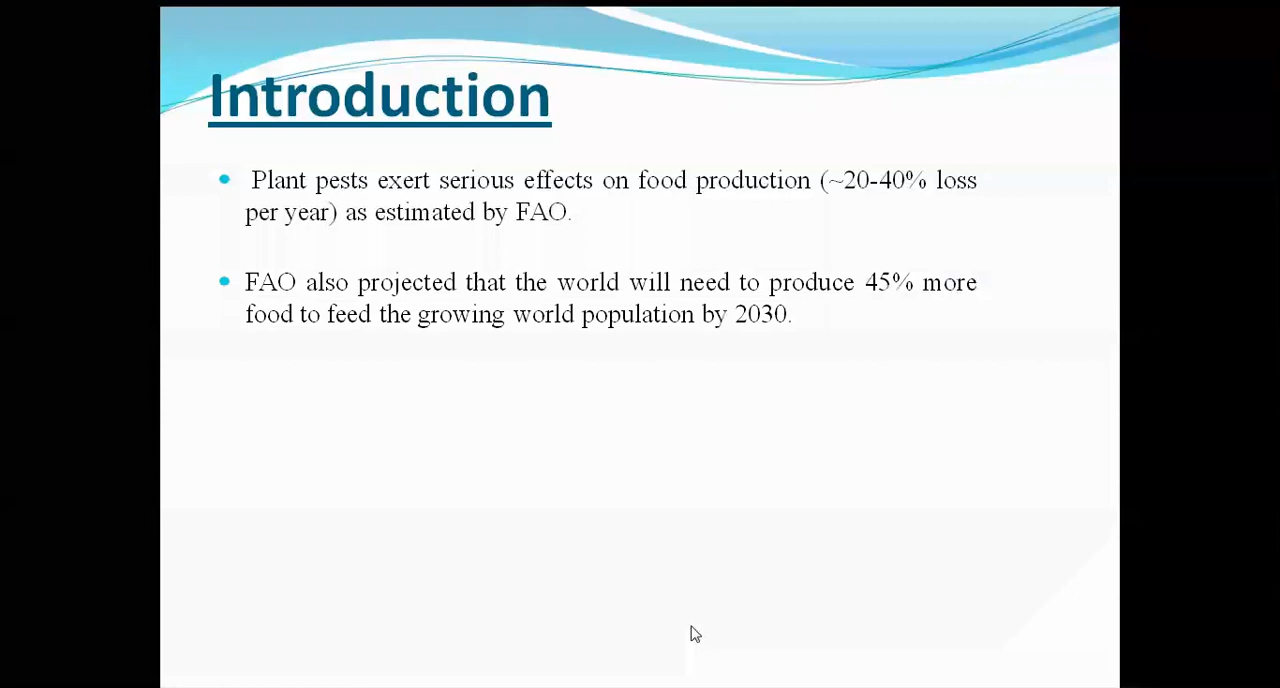 Introduction
Plant pests exert serious effects on food production (~20-40% loss
per year) as estimated by FAO.
FAO also projected that the world will need to produce 45% more
food to feed the growing world population by 2030.